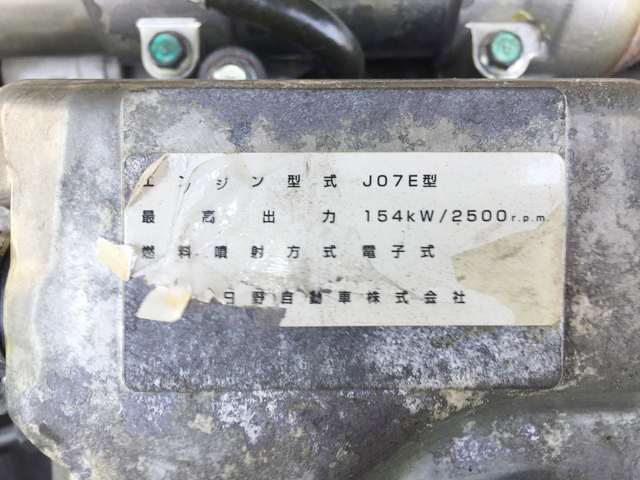 エンジン型式 J07E型
最高出力 154kW/2500r.p.m.
燃料噴射方式 電子式
日野自動車株式会社